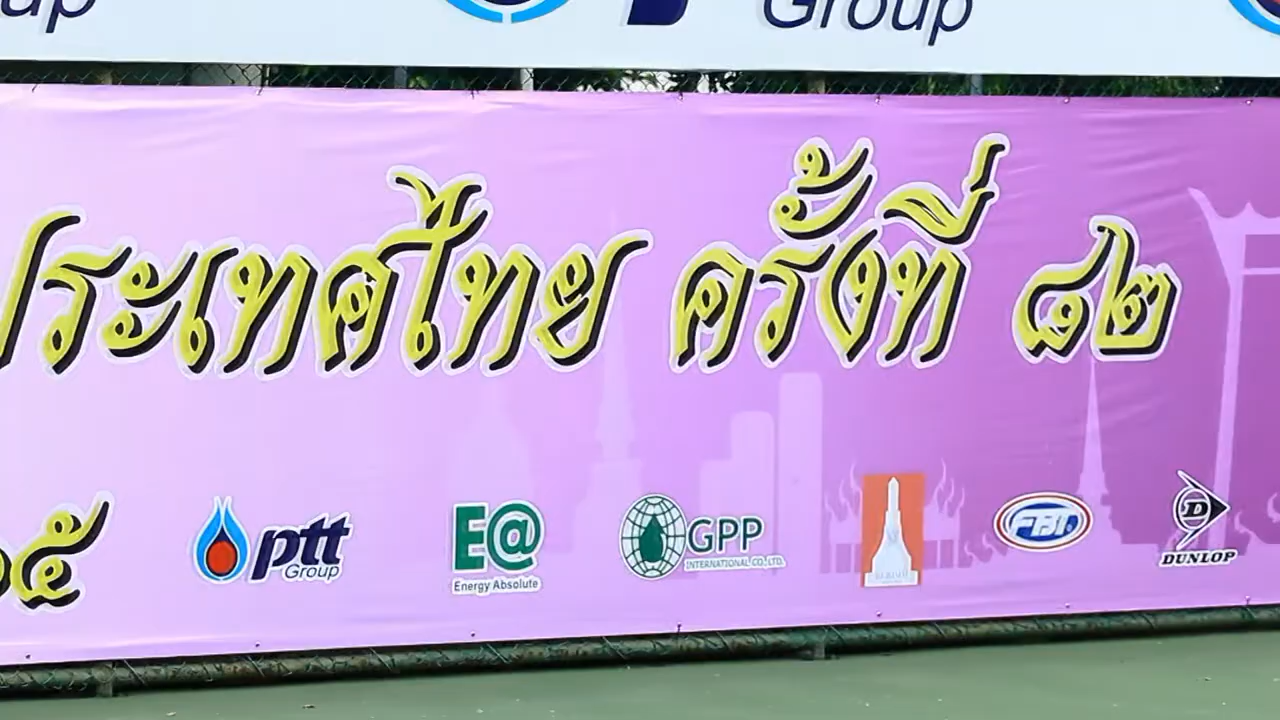 Group
ประเทศไทย ครั้งที่ ๘๒
ptt
Group
E@
Energy Absolute
GPP
INTERNATIONAL CO.,LTD.
FBT
D
DUNLOP